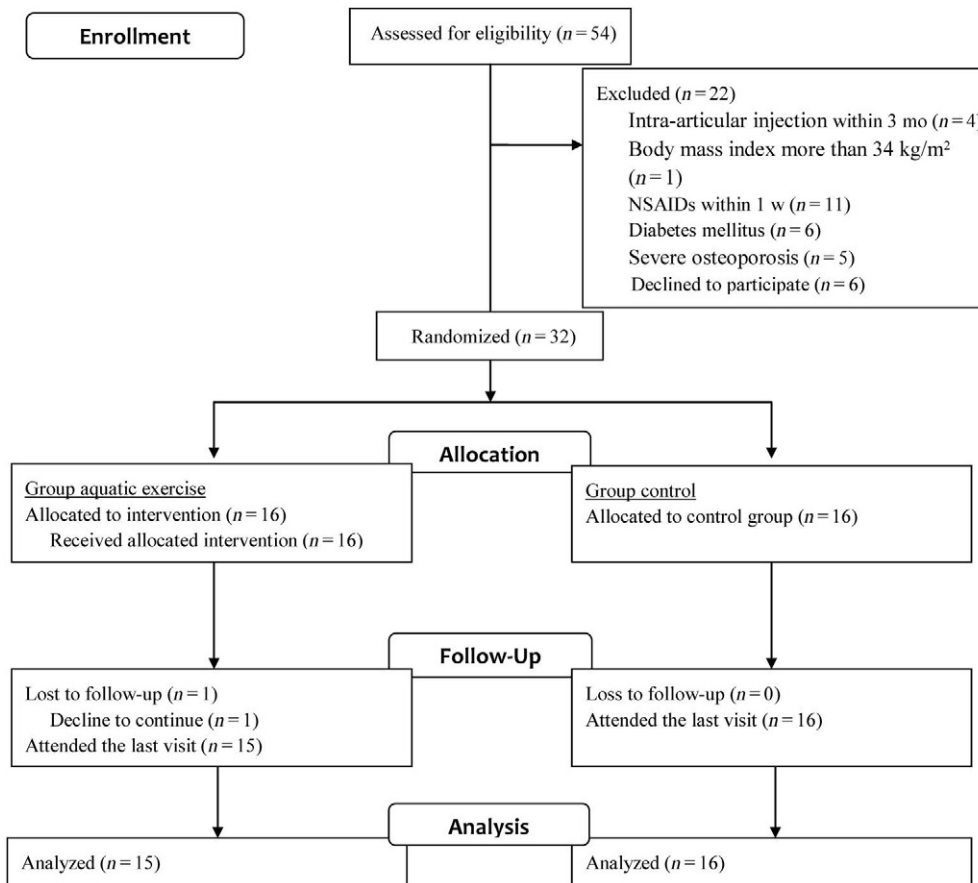 Enrollment
Assessed for eligibility (n=54)
Excluded (n=22)
Intra-articular injection within 3 mo (n=4)
Body mass index more than 34 kg/m²
(n=1)
NSAIDs within 1 w (n=11)
Diabetes mellitus (n=6)
Severe osteoporosis (n=5)
Declined to participate (n=6)
Randomized (n=32)
Allocation
Group aquatic exercise
Allocated to intervention (n=16)
Received allocated intervention (n=16)
Group control
Allocated to control group (n=16)
Follow-Up
Lost to follow-up (n=1)
Decline to continue (n=1)
Attended the last visit (n=15)
Loss to follow-up (n=0)
Attended the last visit (n=16)
Analysis
Analyzed (n=15)
Analyzed (n=16)